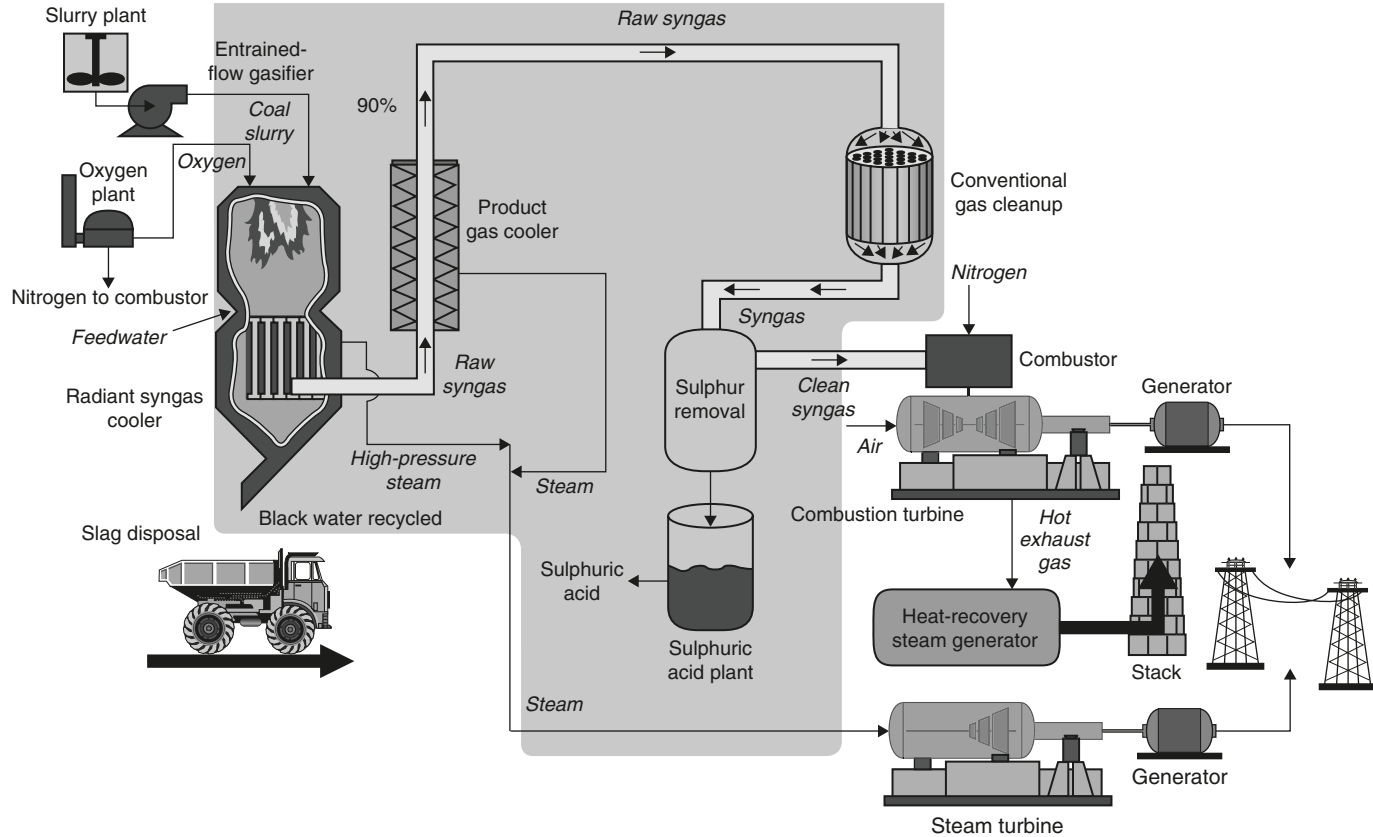 Slurry plant
Raw syngas
Entrained-
flow gasifier
90%
Coal
slurry
Oxygen
Oxygen
plant
Conventional
gas cleanup
Product
gas cooler
Nitrogen
Nitrogen to combustor
Feedwater
Syngas
Combustor
Raw
syngas
Sulphur
removal
Clean
syngas
Generator
Radiant syngas
cooler
Air
High-pressure
steam
Steam
Black water recycled
Combustion turbine
Hot
exhaust
gas
Slag disposal
Sulphuric
acid
Heat-recovery
steam generator
Sulphuric
acid plant
Stack
Steam
Generator
Steam turbine